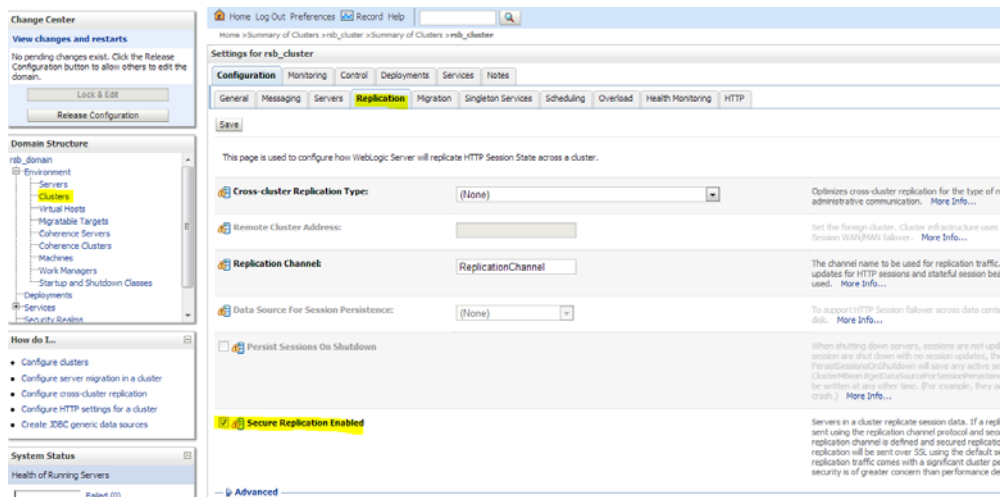 Change Center
View changes and restarts
No pending changes exist. Click the Release
Configuration button to allow others to edit the
domain.
Lock & Edit
Release Configuration
Domain Structure
rsb_domain
Environment
Servers
Clusters
Virtual Hosts
Migratable Targets
Coherence Servers
Coherence Clusters
Machines
Work Managers
Startup and Shutdown Classes
Deployments
Services
Security Realms
How do I...
Configure clusters
Configure server migration in a cluster
Configure cross-cluster replication
Configure HTTP settings for a cluster
Create JDBC generic data sources
System Status
Health of Running Servers
Failed (0)
Home Log Out Preferences Record Help
Home >Summary of Clusters >rsb_cluster >Summary of Clusters >rsb_cluster
Settings for rsb_cluster
Configuration Monitoring Control Deployments Services Notes
General Messaging Servers Replication Migration Singleton Services Scheduling Overload Health Monitoring HTTP
Save
This page is used to configure how WebLogic Server will replicate HTTP Session State across a cluster.
Cross-cluster Replication Type:
(None)
Optimizes cross-cluster replication for the type of
administrative communication. More Info...
Remote Cluster Address:
Set the foreign cluster. Cluster infrastructure uses
Session WAN/MAN failover. More Info...
Replication Channel:
ReplicationChannel
The channel name to be used for replication traffic.
updates for HTTP sessions and stateful session
used. More Info...
Data Source For Session Persistence:
(None)
To support HTTP Session failover across data
disk. More Info...
Persist Sessions On Shutdown
When shutting down servers, sessions are not
session are shut down with no session updates,
PersistSessionsOnShutdown will save any active
ClusterMBean#getDataSourceForSessionPersistence
be written at any other time. (For example, they
crash.) More Info...
Secure Replication Enabled
Servers in a cluster replicate session data. If a
sent using the replication channel protocol and
replication channel is defined and secured
replication will be sent over SSL using the default
replication traffic comes with a significant cluster
security is of greater concern than performance
Advanced